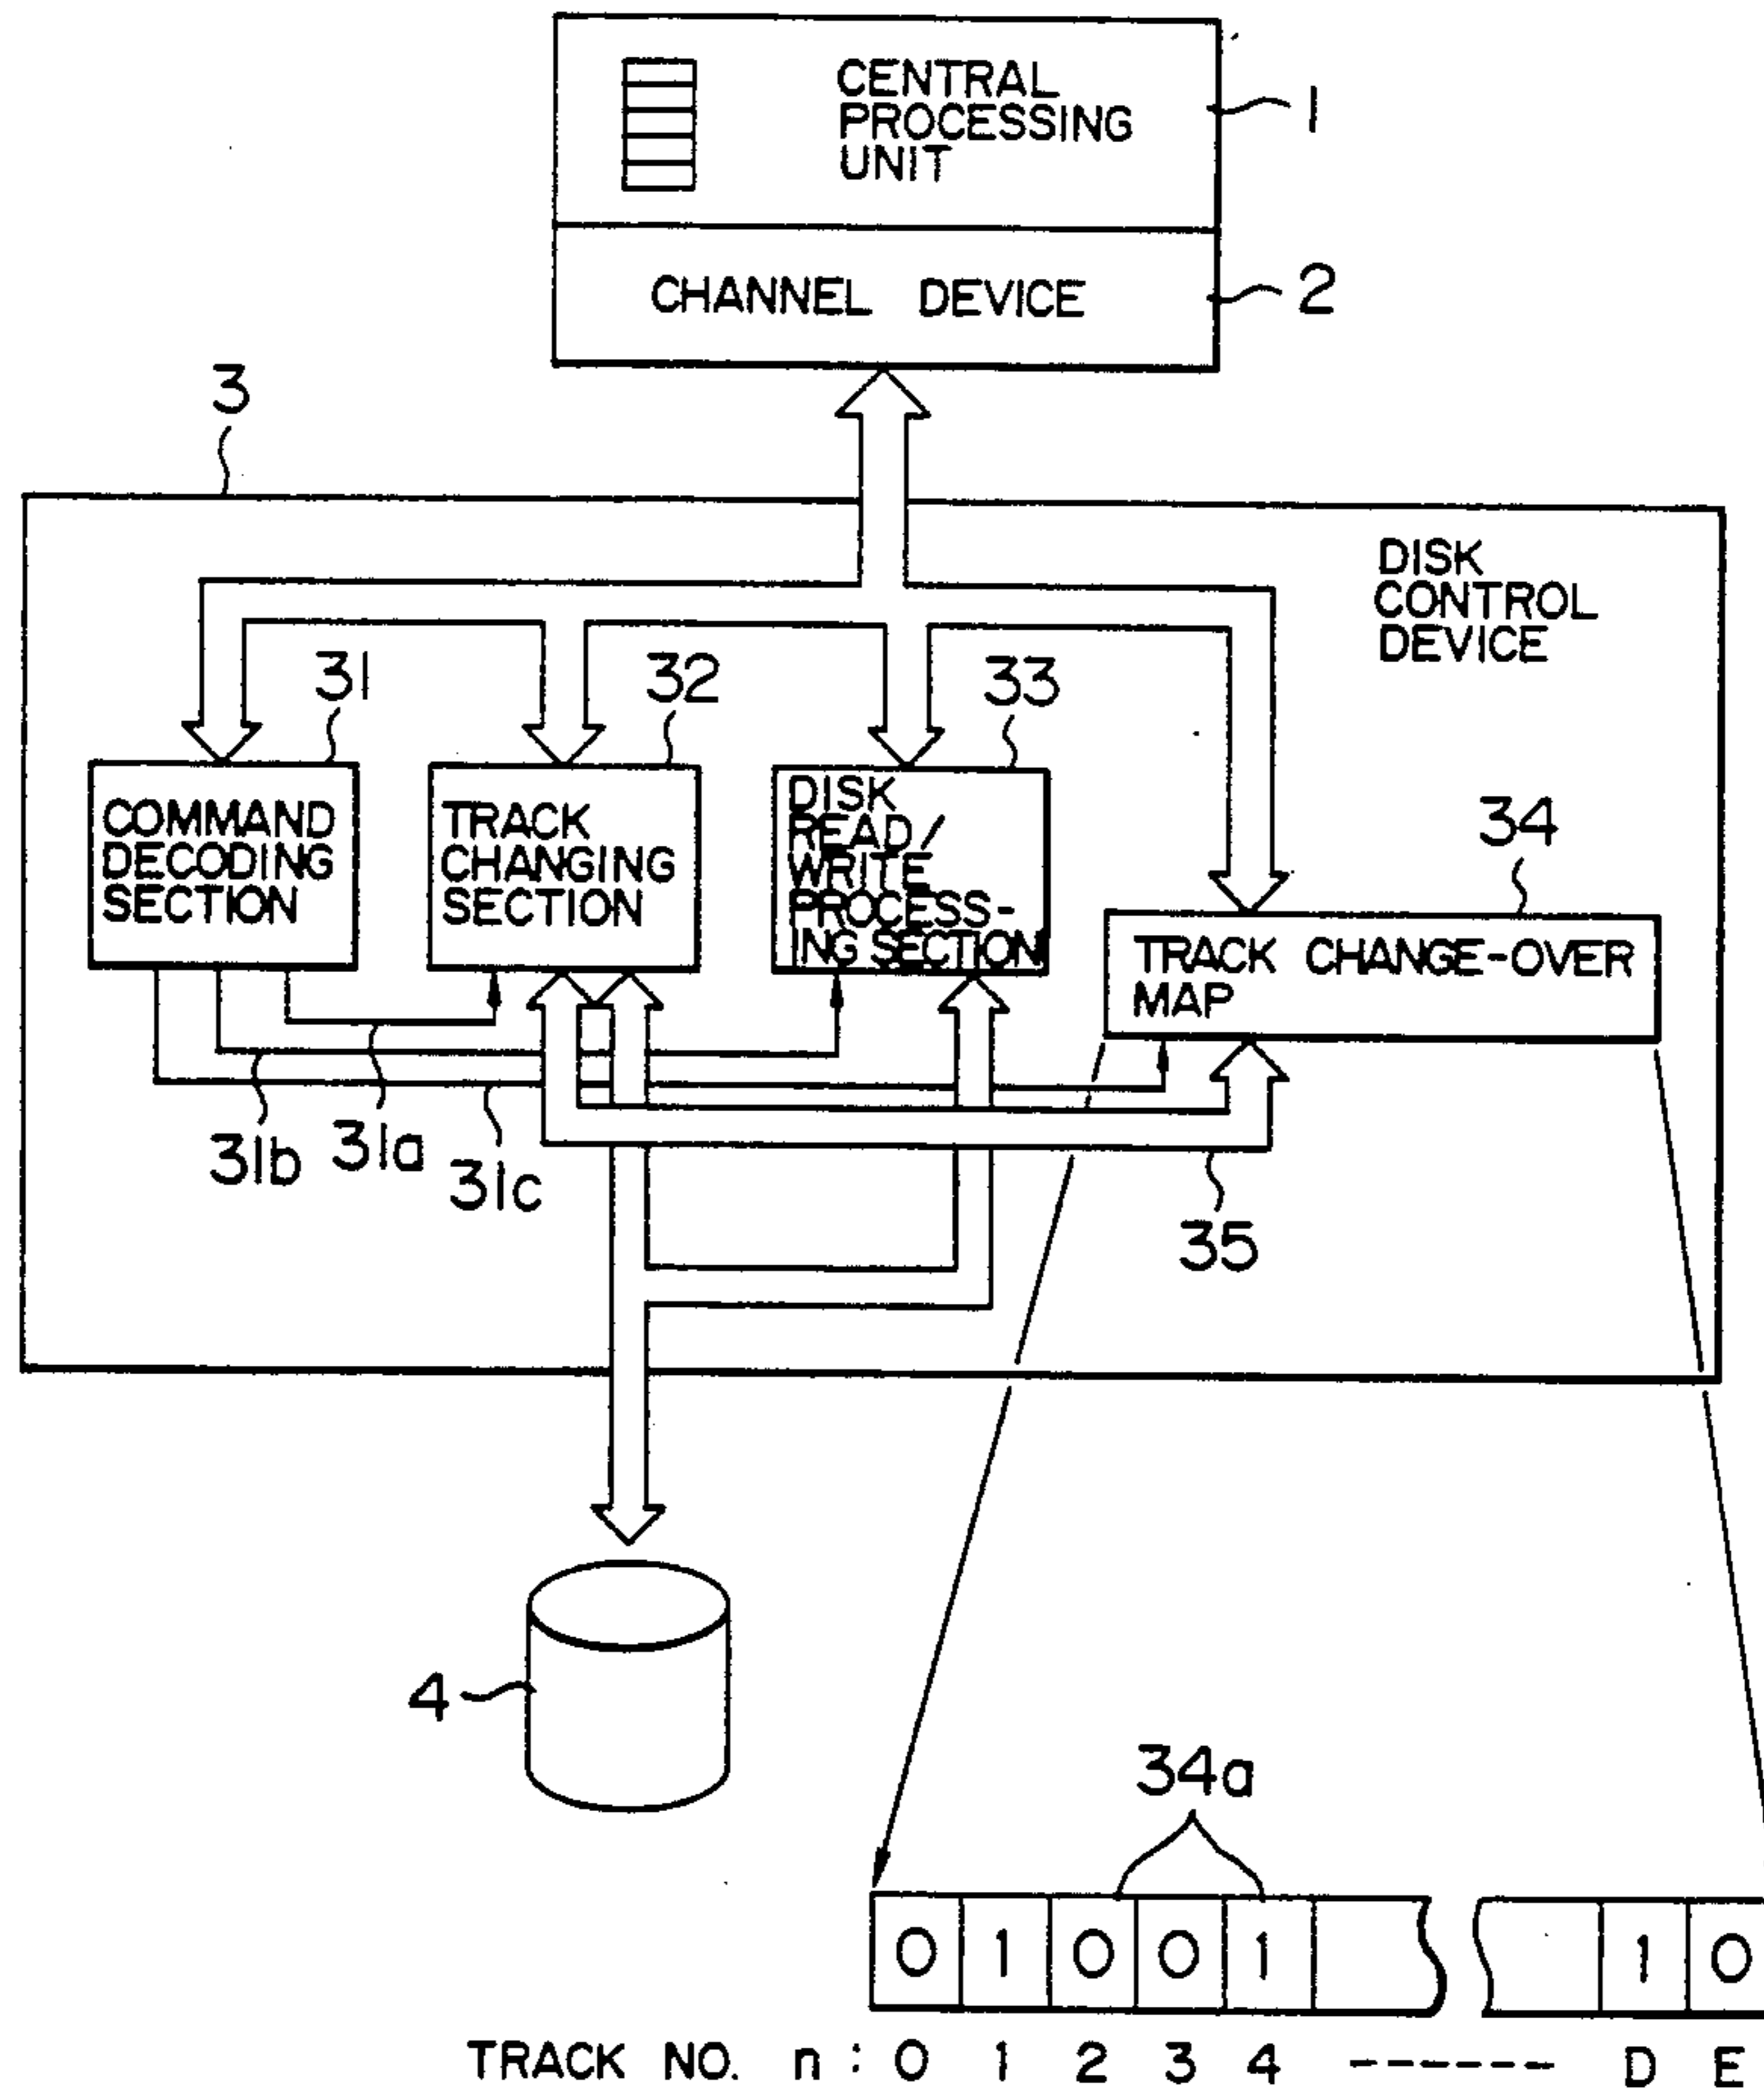 CENTRAL
PROCESSING
UNIT
1
CHANNEL DEVICE
2
3
DISK
CONTROL
DEVICE
31
32
33
34
COMMAND
DECODING
SECTION
TRACK
CHANGING
SECTION
DISK
READ/
WRITE
PROCESS-
ING SECTION
TRACK CHANGE-OVER
MAP
31b
31a
31c
35
4
34a
0 1 0 0 1 1 0
TRACK NO. n : 0 1 2 3 4 ------ D E